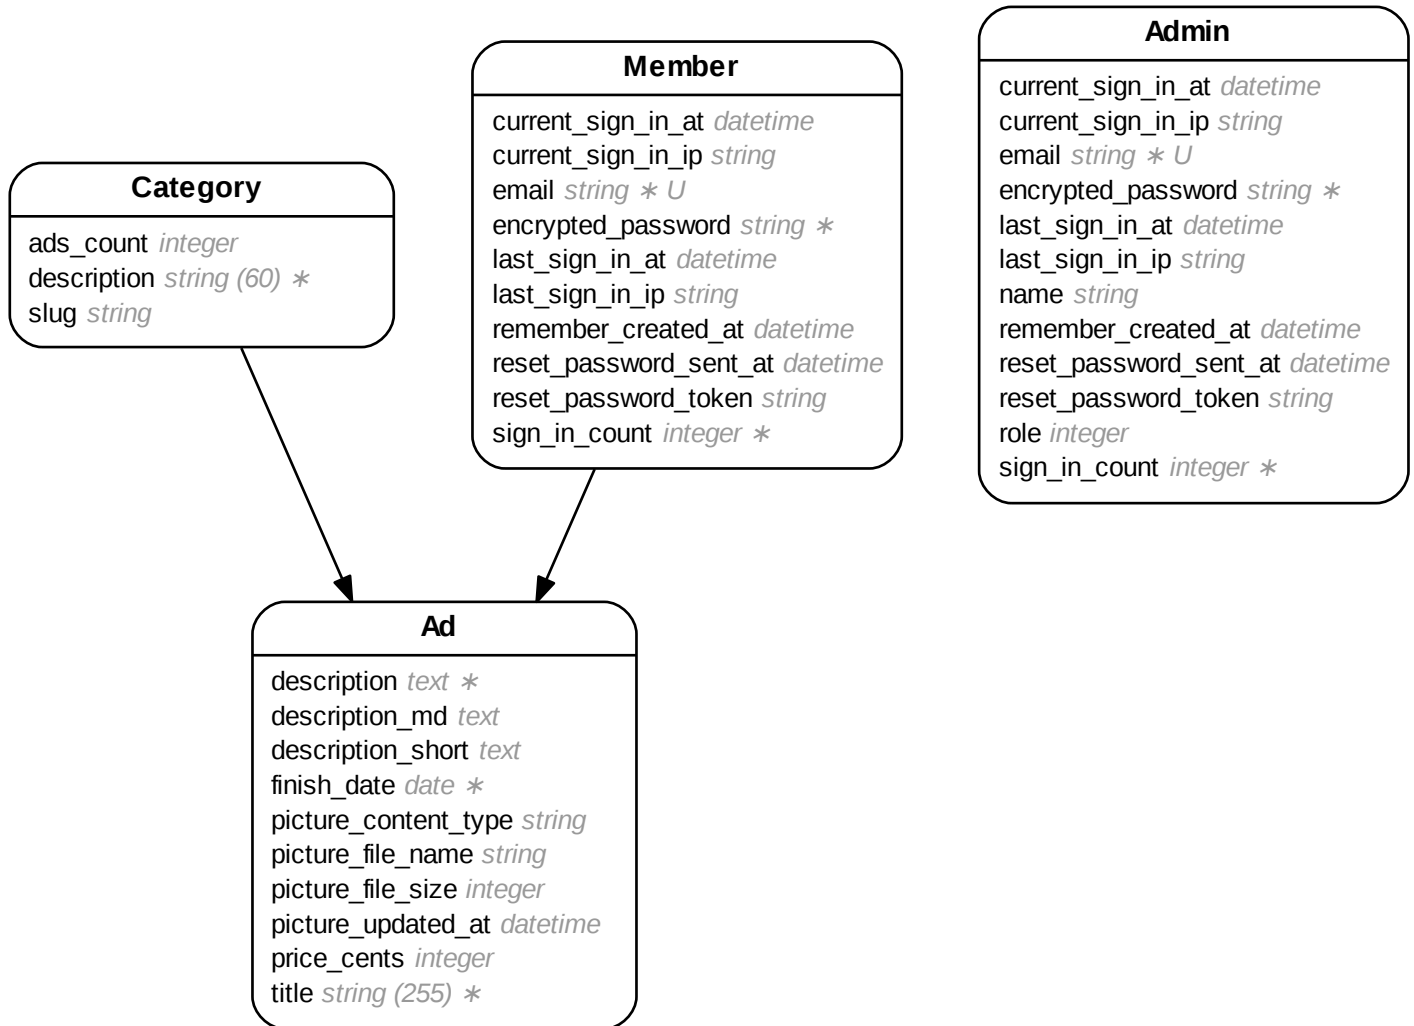 Category
ads_count integer
description string (60) ∗
slug string
Member
current_sign_in_at datetime
current_sign_in_ip string
email string ∗ U
encrypted_password string ∗
last_sign_in_at datetime
last_sign_in_ip string
remember_created_at datetime
reset_password_sent_at datetime
reset_password_token string
sign_in_count integer ∗
Admin
current_sign_in_at datetime
current_sign_in_ip string
email string ∗ U
encrypted_password string ∗
last_sign_in_at datetime
last_sign_in_ip string
name string
remember_created_at datetime
reset_password_sent_at datetime
reset_password_token string
role integer
sign_in_count integer ∗
Ad
description text ∗
description_md text
description_short text
finish_date date ∗
picture_content_type string
picture_file_name string
picture_file_size integer
picture_updated_at datetime
price_cents integer
title string (255) ∗